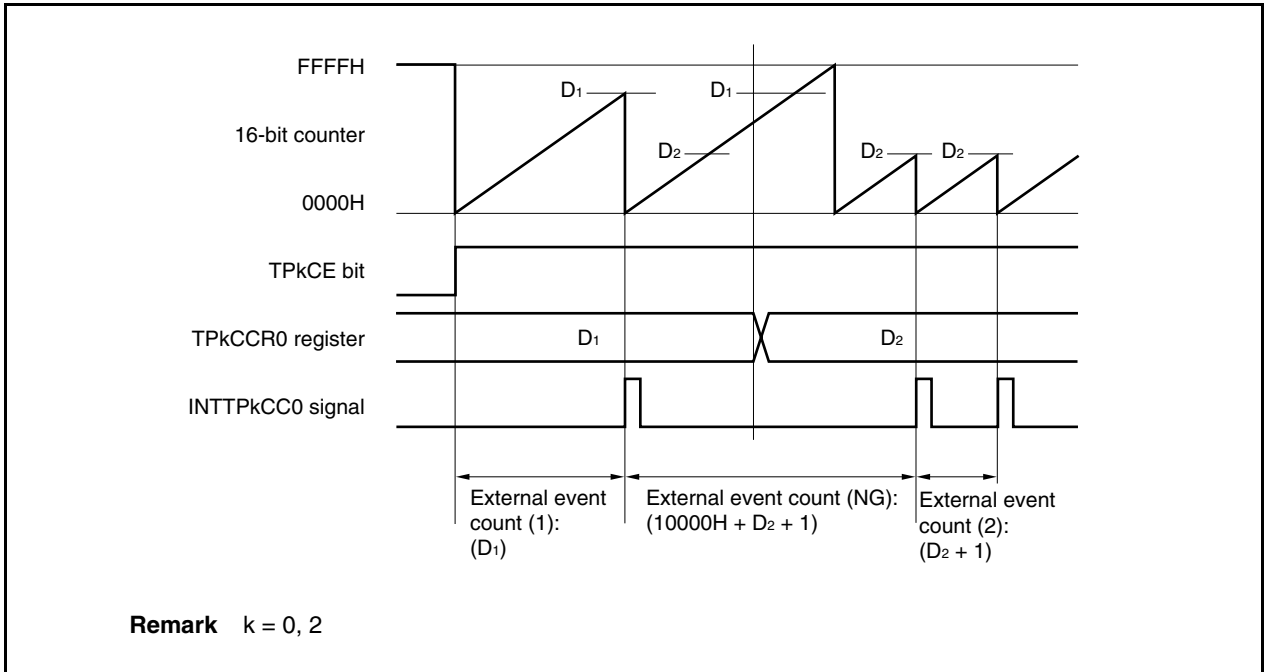 FFFFH
D1
D1
16-bit counter
D2
D2
D2
0000H
TPkCE bit
TPkCCR0 register
D1
D2
INTTPkCC0 signal
External event
count (1):
(D1)
External event count (NG):
(10000H + D2 + 1)
External event
count (2):
(D2 + 1)
Remark k = 0, 2